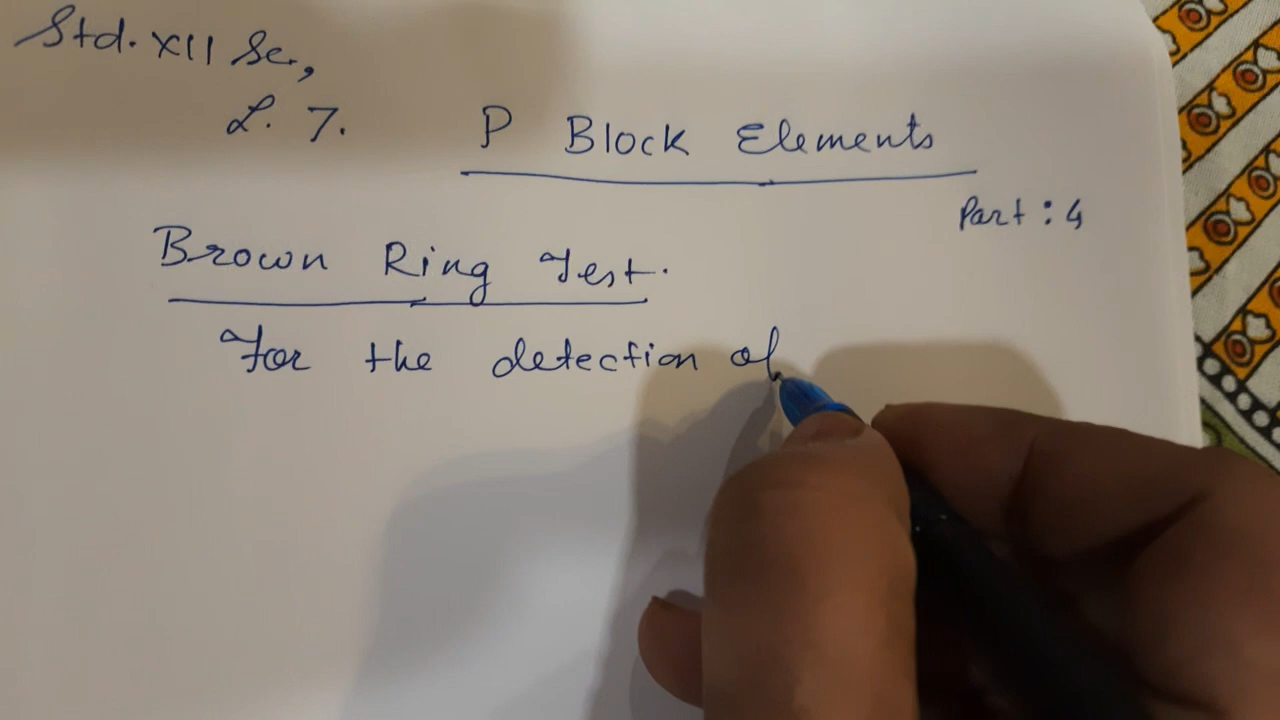 Std. XII Sc.,
L. 7. P Block Elements
Part : 4
Brown Ring Test.
for the detection of